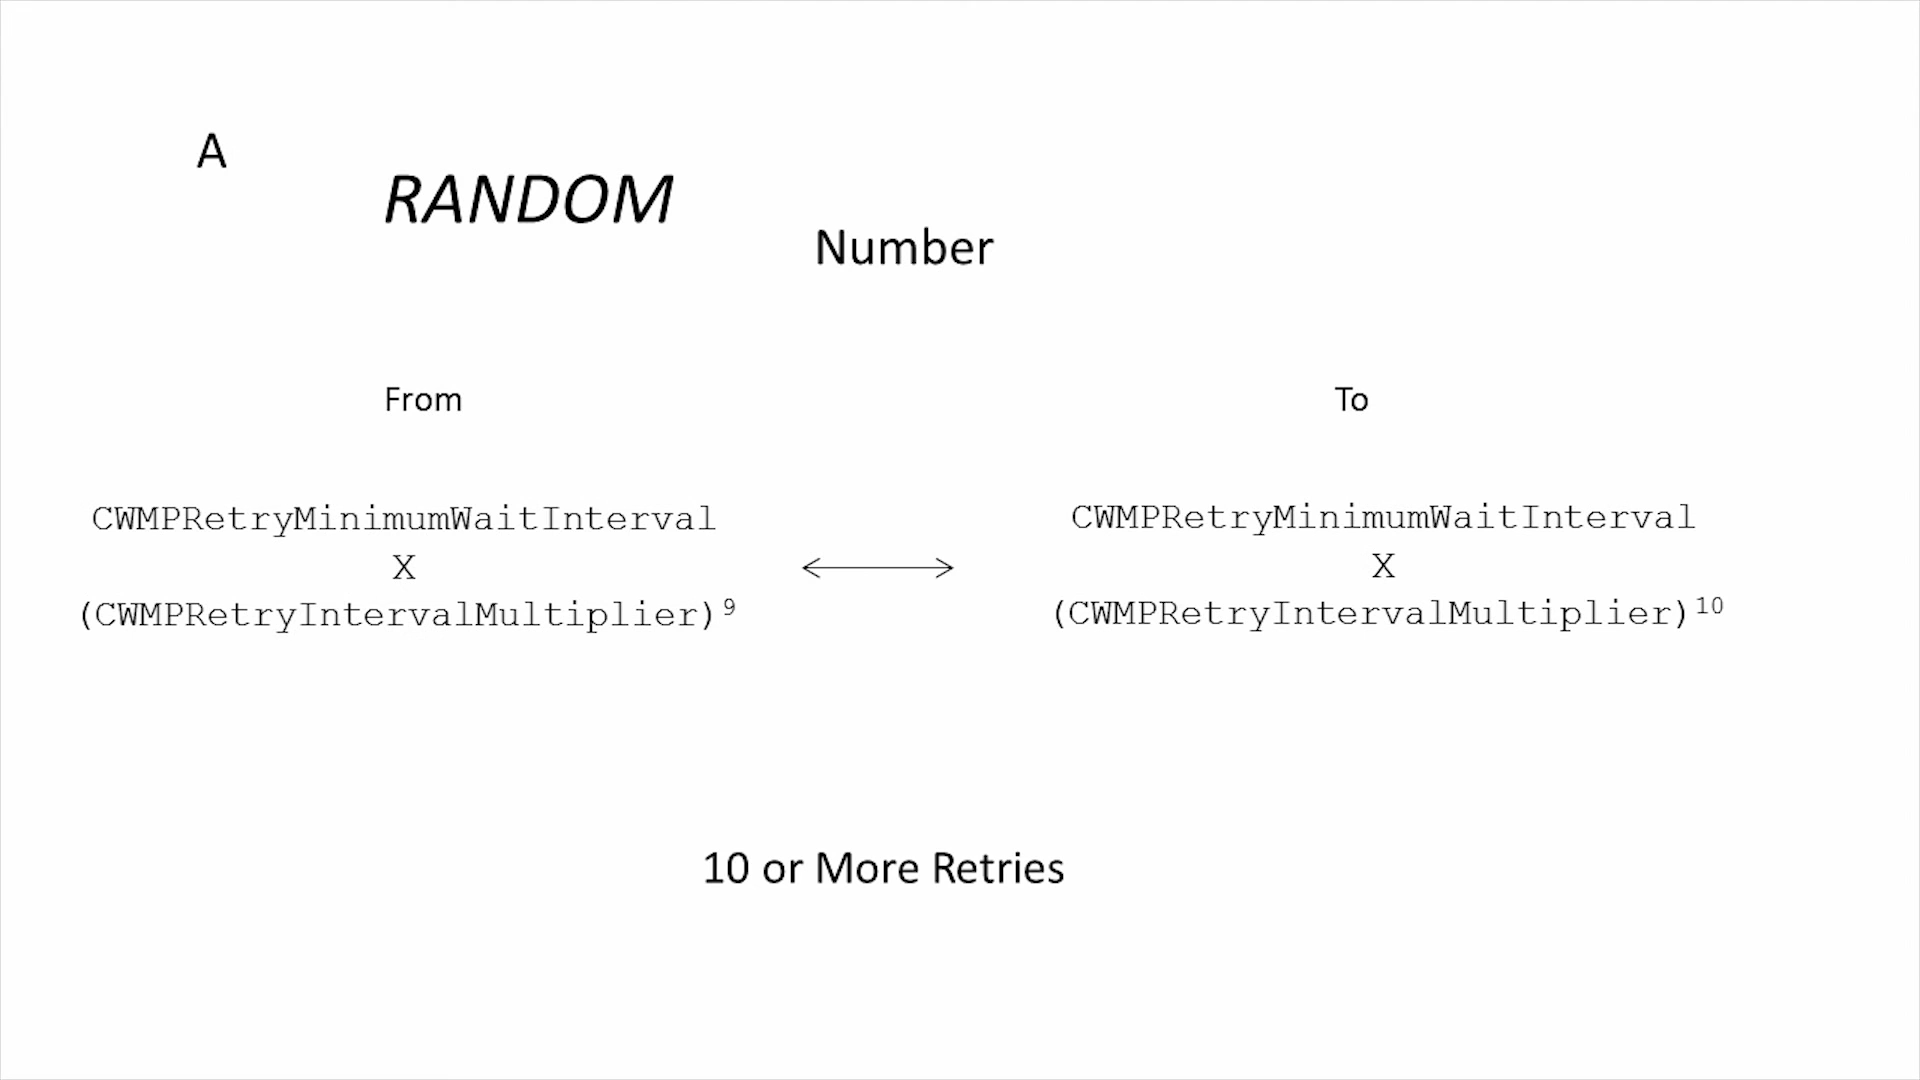 A
RANDOM
Number
From
To
CWMPRetryMinimumWaitInterval
X
(CWMPRetryIntervalMultiplier)⁹
CWMPRetryMinimumWaitInterval
X
(CWMPRetryIntervalMultiplier)¹⁰
10 or More Retries